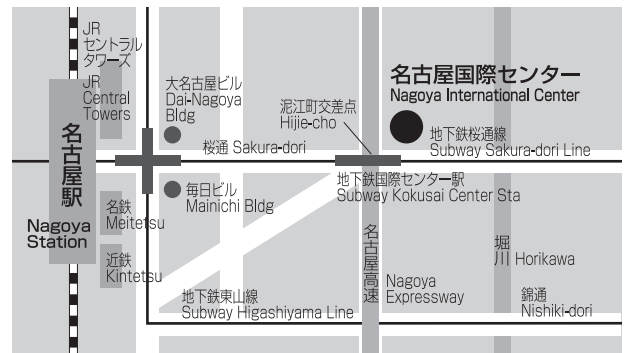 JR
セントラル
タワーズ
JR
Central
Towers
大名古屋ビル
Dai-Nagoya
Bldg
泥江町交差点
Hijie-cho
名古屋国際センター
Nagoya International Center
地下鉄桜通線
Subway Sakura-dori Line
桜通 Sakura-dori
名古屋駅
Nagoya
Station
毎日ビル
Mainichi Bldg
地下鉄国際センター駅
Subway Kokusai Center Sta
名鉄
Meitetsu
近鉄
Kintetsu
地下鉄東山線
Subway Higashiyama Line
名古屋高速
Nagoya
Expressway
堀川
Horikawa
錦通
Nishiki-dori